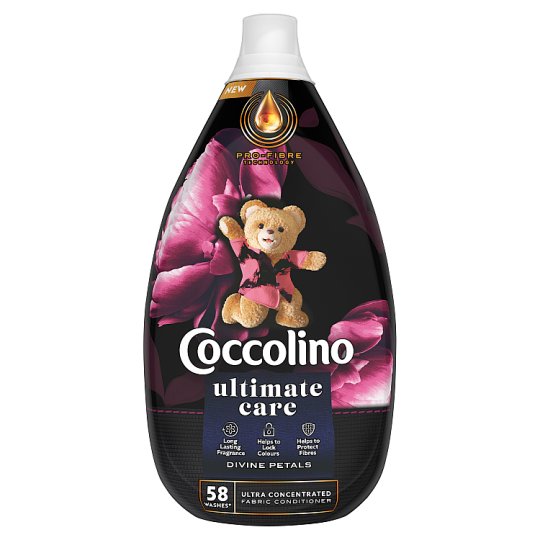 NEW
PRO-FIBRE
TECHNOLOGY
Coccolino
ultimate
care
Long
Lasting
Fragrance
Helps to
Lock
Colours
Helps to
Protect
Fibres
DIVINE PETALS
58
WASHES*
ULTRA CONCENTRATED
FABRIC CONDITIONER